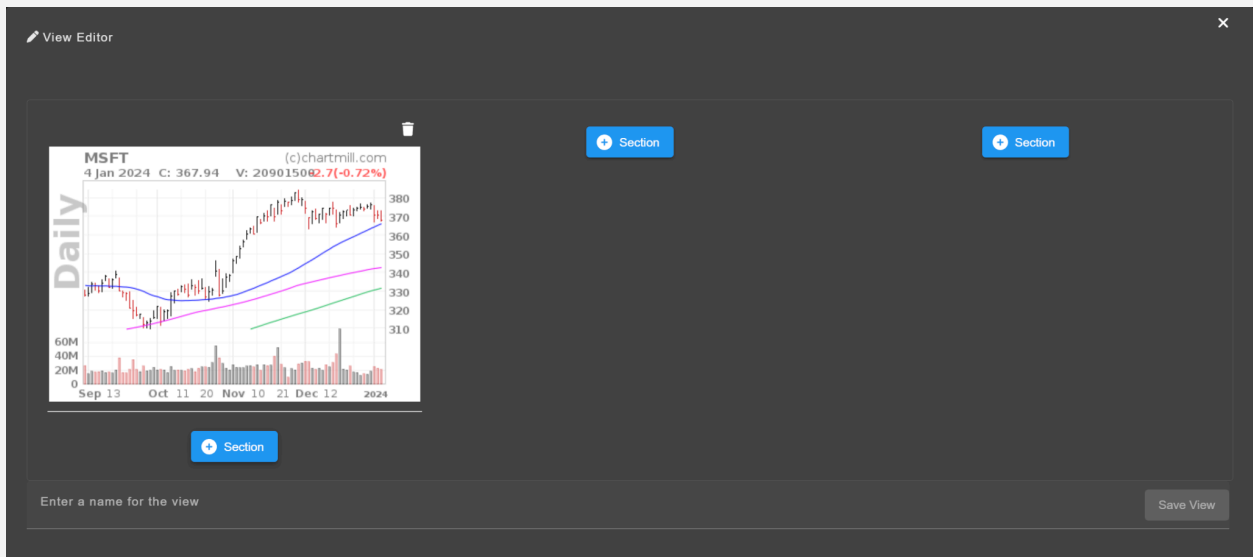 View Editor
MSFT (c)chartmill.com
4 Jan 2024 C: 367.94 V: 20901500 -2.7(-0.72%)
Daily
380
370
360
350
340
330
320
310
60M
40M
20M
0
Sep 13 Oct 11 20 Nov 10 21 Dec 12 2024
Section
Section
Section
Enter a name for the view
Save View